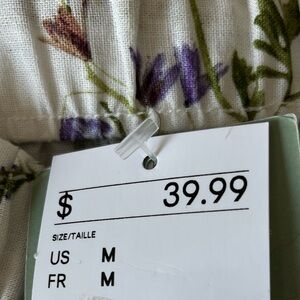 $ 39.99
SIZE/TAILLE
US M
FR M